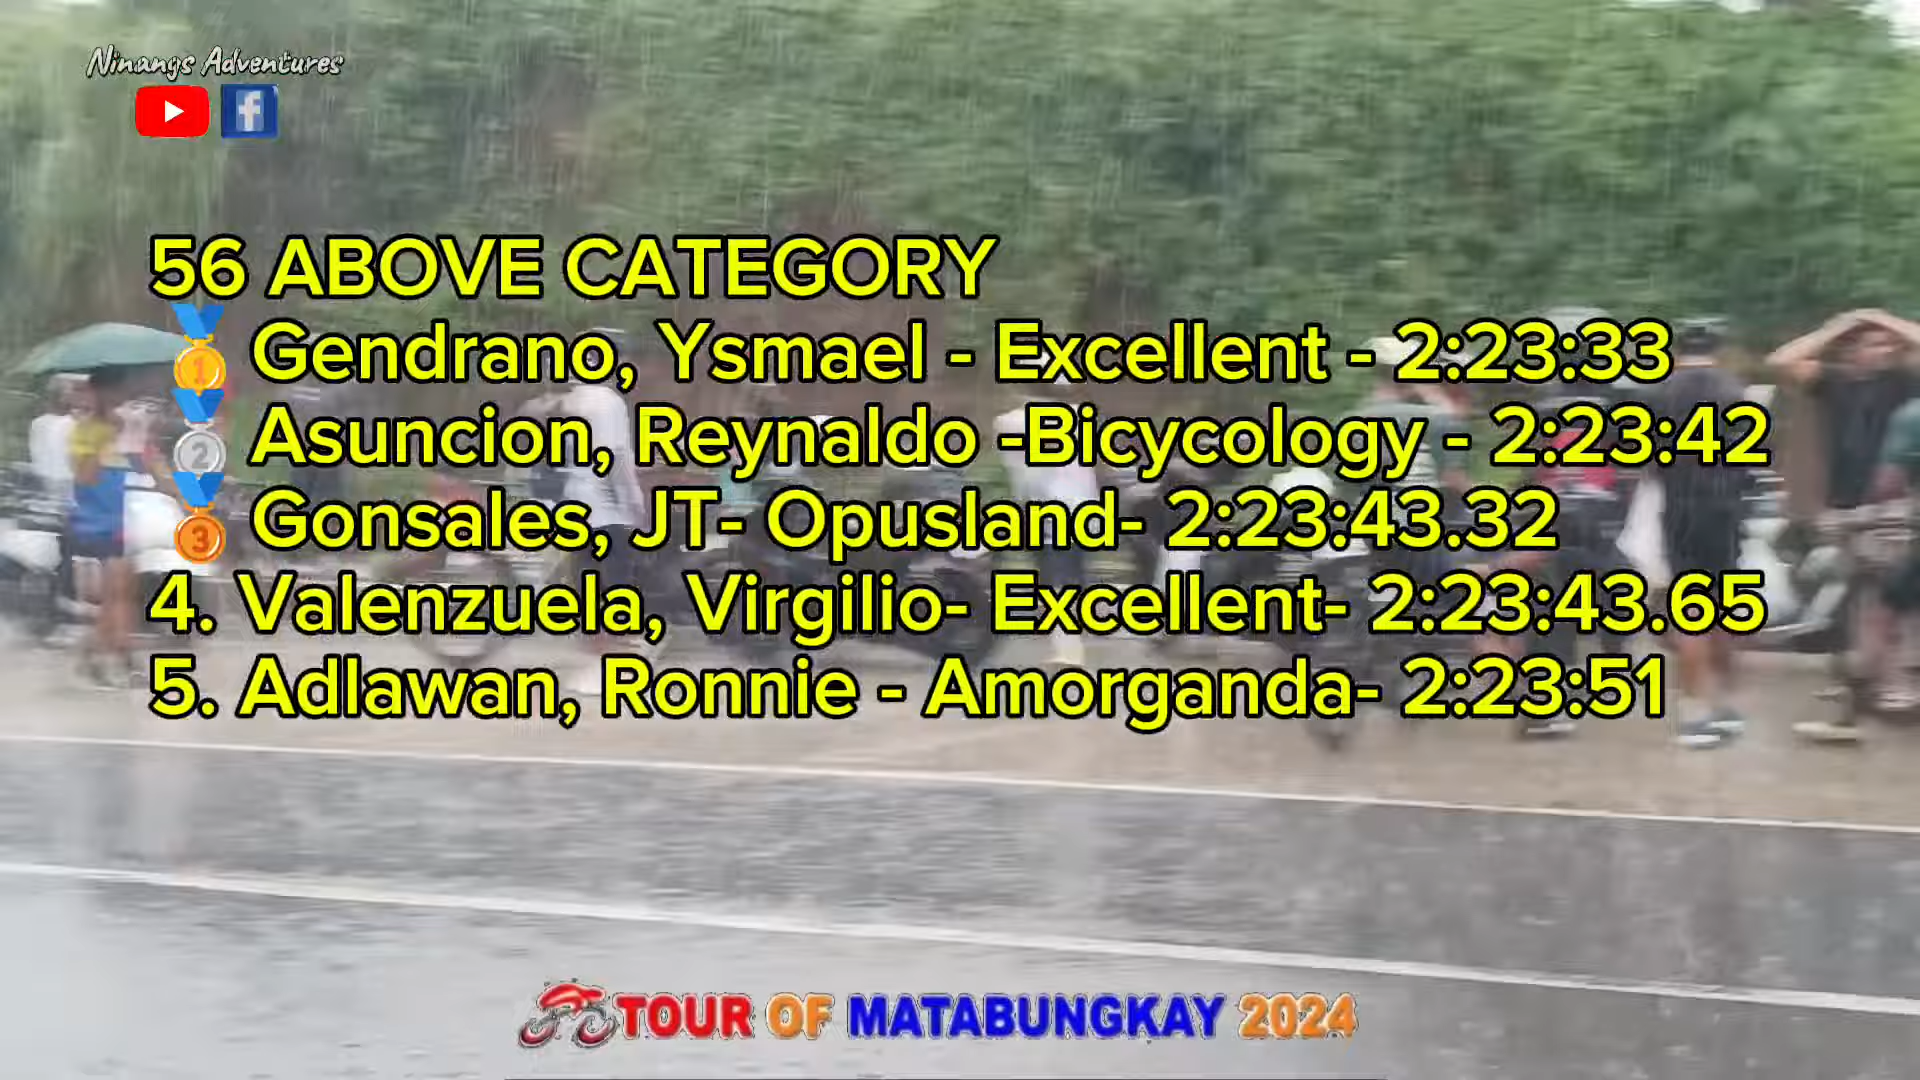 Ninangs Adventures
56 ABOVE CATEGORY
🥇 Gendrano, Ysmael - Excellent - 2:23:33
🥈 Asuncion, Reynaldo -Bicycology - 2:23:42
🥉 Gonsales, JT- Opusland- 2:23:43.32
4. Valenzuela, Virgilio- Excellent- 2:23:43.65
5. Adlawan, Ronnie - Amorganda- 2:23:51
TOUR OF MATABUNGKAY 2024